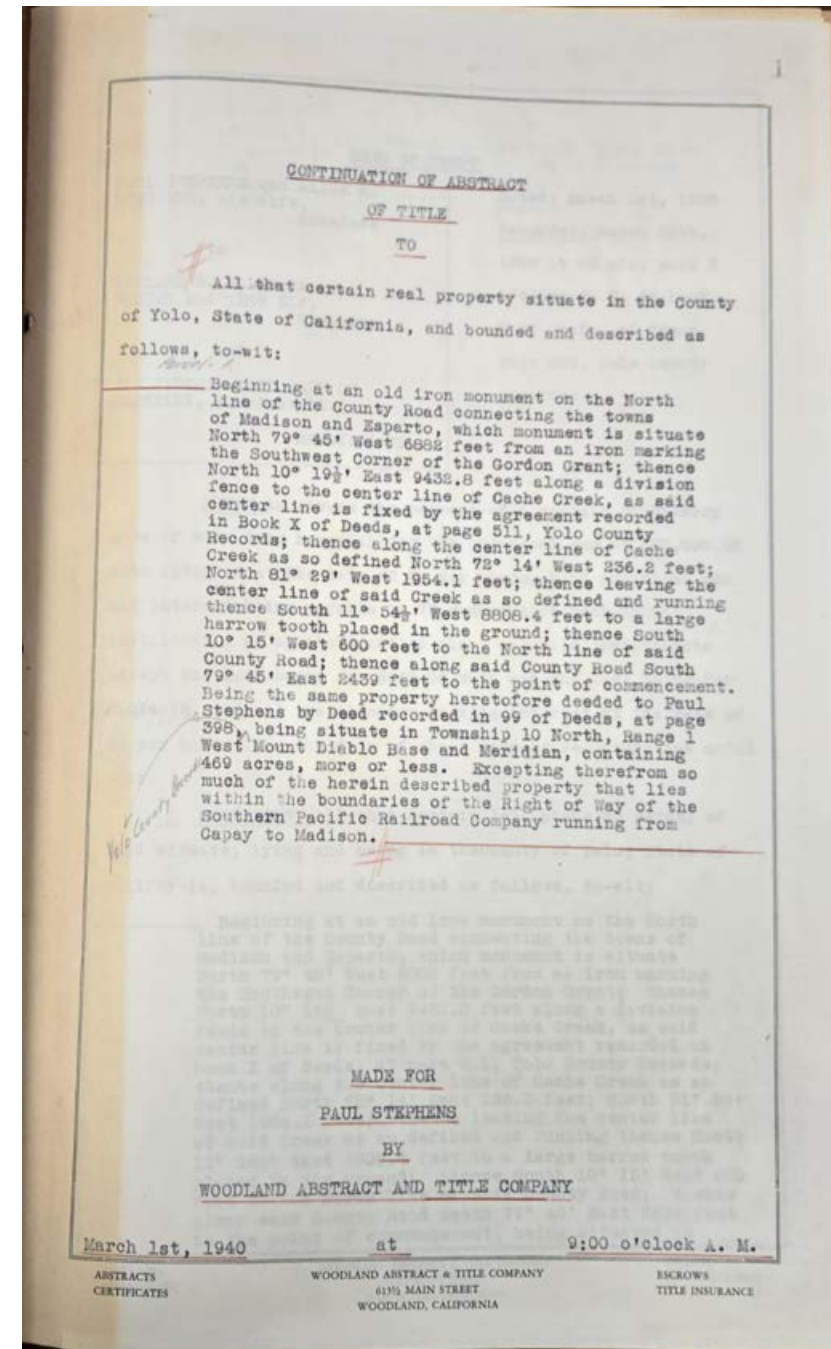 1
CONTINUATION OF ABSTRACT
OF TITLE
TO
All that certain real property situate in the County
of Yolo, State of California, and bounded and described as
follows, to-wit:
Beginning at an old iron monument on the North
line of the County Road connecting the towns
of Madison and Esparto, which monument is situate
North 79° 45' West 6882 feet from an iron marking
the Southwest Corner of the Gordon Grant; thence
North 10° 19½' East 9432.8 feet along a division
fence to the center line of Cache Creek, as said
center line is fixed by the agreement recorded
in Book X of Deeds, at page 511, Yolo County
Records; thence along the center line of Cache
Creek as so defined North 72° 14' West 236.2 feet;
North 81° 29' West 1954.1 feet; thence leaving the
center line of said Creek as so defined and running
thence South 11° 54½' West 8808.4 feet to a large
harrow tooth placed in the ground; thence South
10° 15' West 600 feet to the North line of said
County Road; thence along said County Road South
79° 45' East 2439 feet to the point of commencement.
Being the same property heretofore deeded to Paul
Stephens by Deed recorded in 99 of Deeds, at page
398, being situate in Township 10 North, Range 1
West Mount Diablo Base and Meridian, containing
469 acres, more or less. Excepting therefrom so
much of the herein described property that lies
within the boundaries of the Right of Way of the
Southern Pacific Railroad Company running from
Capay to Madison.
Yolo County
MADE FOR
PAUL STEPHENS
BY
WOODLAND ABSTRACT AND TITLE COMPANY
March 1st, 1940 at 9:00 o'clock A. M.
ABSTRACTS WOODLAND ABSTRACT & TITLE COMPANY ESCROWS
CERTIFICATES 615½ MAIN STREET TITLE INSURANCE
WOODLAND, CALIFORNIA